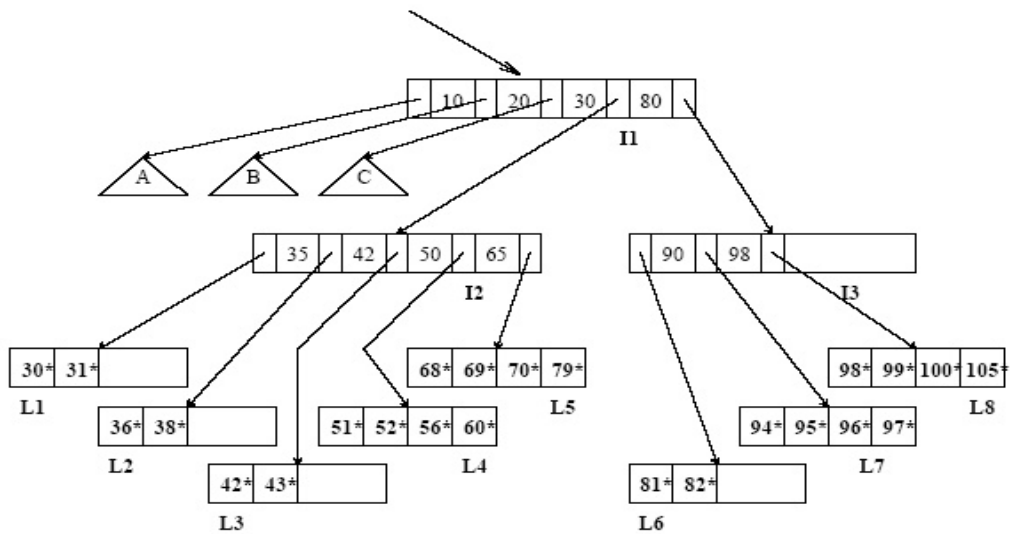 10 20 30 80
I1
A B C
35 42 50 65
90 98
I2
I3
30* 31*
68* 69* 70* 79*
98* 99* 100* 105*
L1
L5
L8
36* 38*
51* 52* 56* 60*
94* 95* 96* 97*
L2
L4
L7
42* 43*
81* 82*
L3
L6